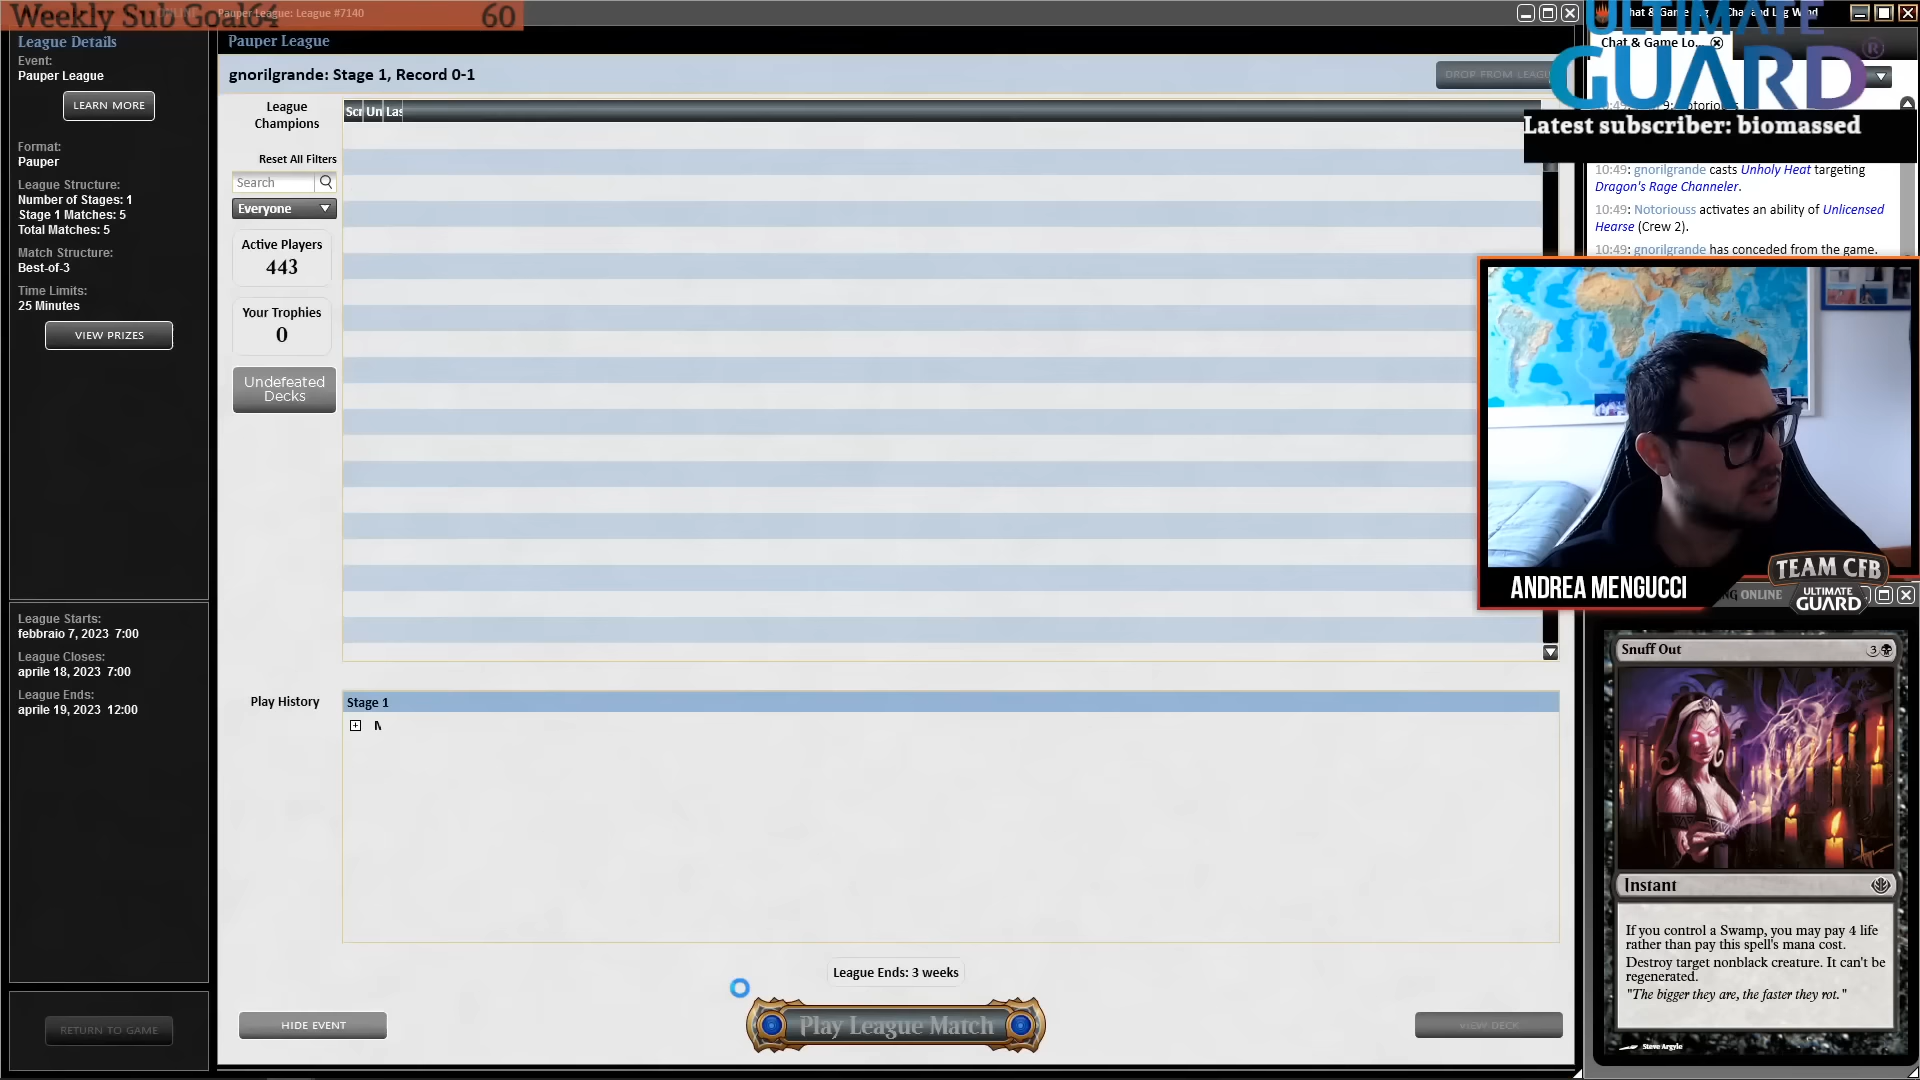 Weekly Sub Goal 64 60
Pauper League: League #7140
League Details
Event:
Pauper League
LEARN MORE
Format:
Pauper
League Structure:
Number of Stages: 1
Stage 1 Matches: 5
Total Matches: 5
Match Structure:
Best-of-3
Time Limits:
25 Minutes
VIEW PRIZES
League Starts:
febbraio 7, 2023 7:00
League Closes:
aprile 18, 2023 7:00
League Ends:
aprile 19, 2023 12:00
RETURN TO GAME
Pauper League
gnorilgrande: Stage 1, Record 0-1
DROP FROM LEAGU
League
Champions
Scr Un Las
Reset All Filters
Search
Everyone
Active Players
443
Your Trophies
0
Undefeated
Decks
Play History
Stage 1
League Ends: 3 weeks
HIDE EVENT
Play League Match
VIEW DECK
Chat & Game Lo...
ULTIMATE
GUARD®
Latest subscriber: biomassed
10:49: gnorilgrande casts Unholy Heat targeting
Dragon's Rage Channeler.
10:49: Notoriouss activates an ability of Unlicensed
Hearse (Crew 2).
10:49: gnorilgrande has conceded from the game.
ANDREA MENGUCCI
TEAM CFB
ULTIMATE
GUARD
ONLINE
Snuff Out 3
Instant
If you control a Swamp, you may pay 4 life
rather than pay this spell's mana cost.
Destroy target nonblack creature. It can't be
regenerated.
"The bigger they are, the faster they rot."
Steve Argyle